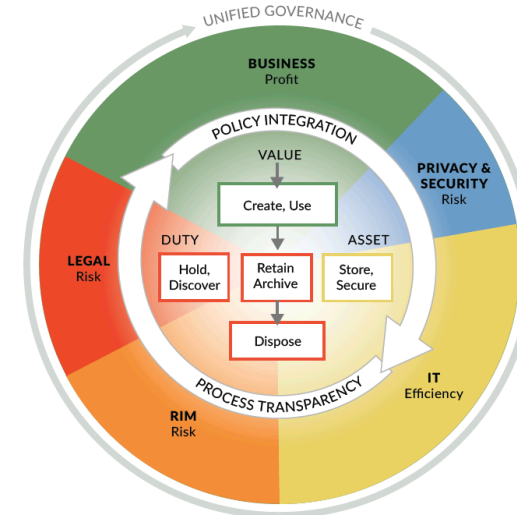 UNIFIED GOVERNANCE
BUSINESS
Profit
POLICY INTEGRATION
VALUE
PRIVACY &
SECURITY
Risk
Create, Use
DUTY
ASSET
LEGAL
Risk
Hold,
Discover
Retain
Archive
Store,
Secure
Dispose
IT
Efficiency
PROCESS TRANSPARENCY
RIM
Risk